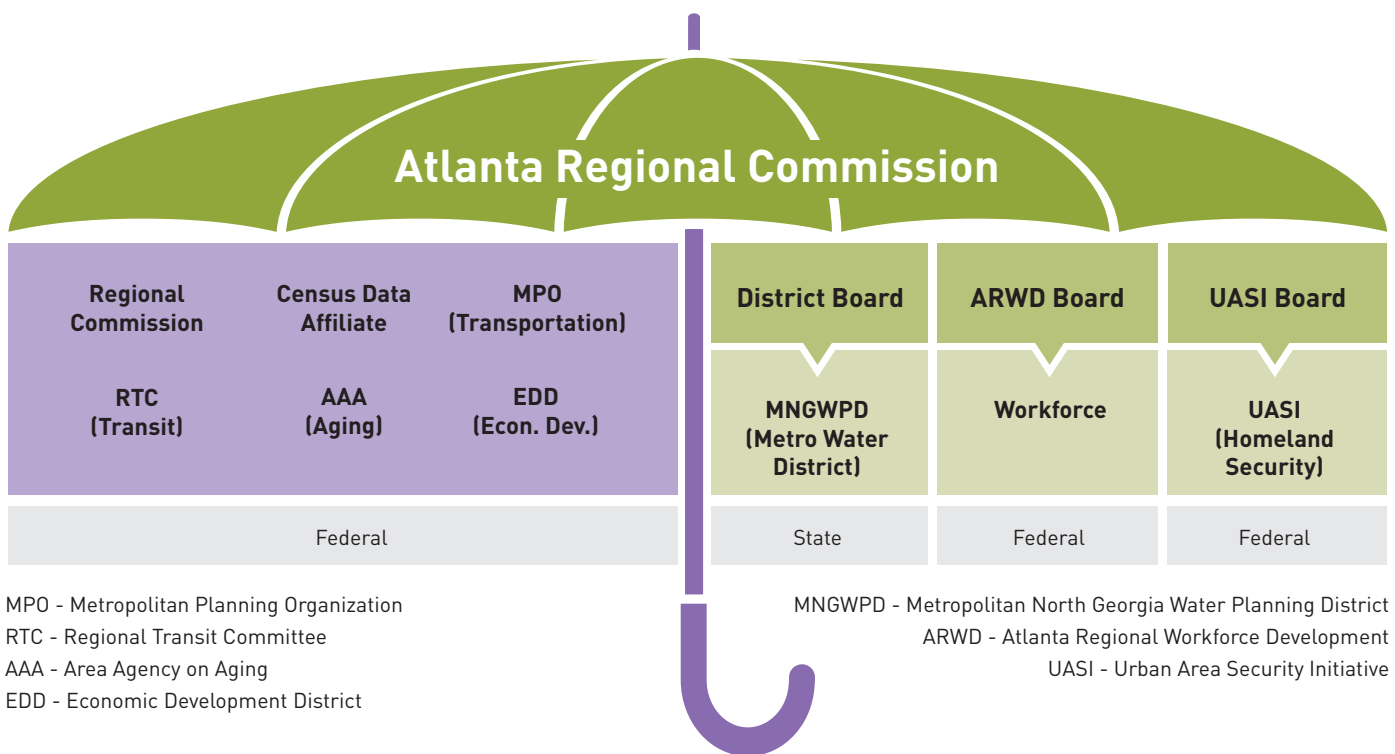 Atlanta Regional Commission
Regional
Commission
Census Data
Affiliate
MPO
(Transportation)
RTC
(Transit)
AAA
(Aging)
EDD
(Econ. Dev.)
District Board
ARWD Board
UASI Board
MNGWPD
(Metro Water
District)
Workforce
UASI
(Homeland
Security)
Federal
State
Federal
Federal
MPO - Metropolitan Planning Organization
RTC - Regional Transit Committee
AAA - Area Agency on Aging
EDD - Economic Development District
MNGWPD - Metropolitan North Georgia Water Planning District
ARWD - Atlanta Regional Workforce Development
UASI - Urban Area Security Initiative